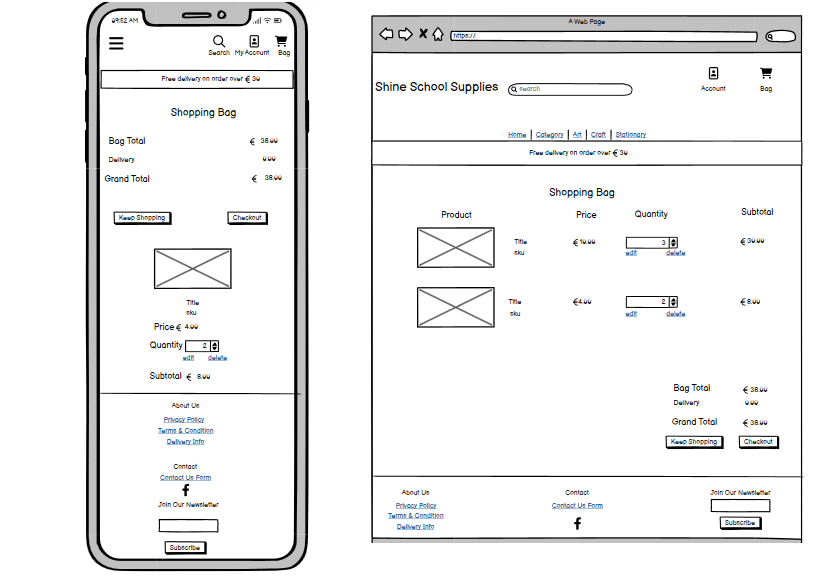 09:52 AM
Search My Account Bag
Free delivery on order over € 30
Shopping Bag
Bag Total € 38.00
Delivery 0.00
Grand Total € 38.00
Keep Shopping Checkout
Title
sku
Price € 4.00
Quantity 2
edit delete
Subtotal € 8.00
About Us
Privacy Policy
Terms & Condition
Delivery Info
Contact
Contact Us Form
Join Our Newsletter
Subscribe
A Web Page
https://
Shine School Supplies
Search
Account Bag
Home | Category | Art | Craft | Stationary
Free delivery on order over € 30
Shopping Bag
Product Price Quantity Subtotal
Title € 10.00 3 € 30.00
sku edit delete
Title €4.00 2 € 8.00
sku edit delete
Bag Total € 38.00
Delivery 0.00
Grand Total € 38.00
Keep Shopping Checkout
About Us Contact Join Our Newsletter
Privacy Policy Contact Us Form
Terms & Condition
Delivery Info
Subscribe